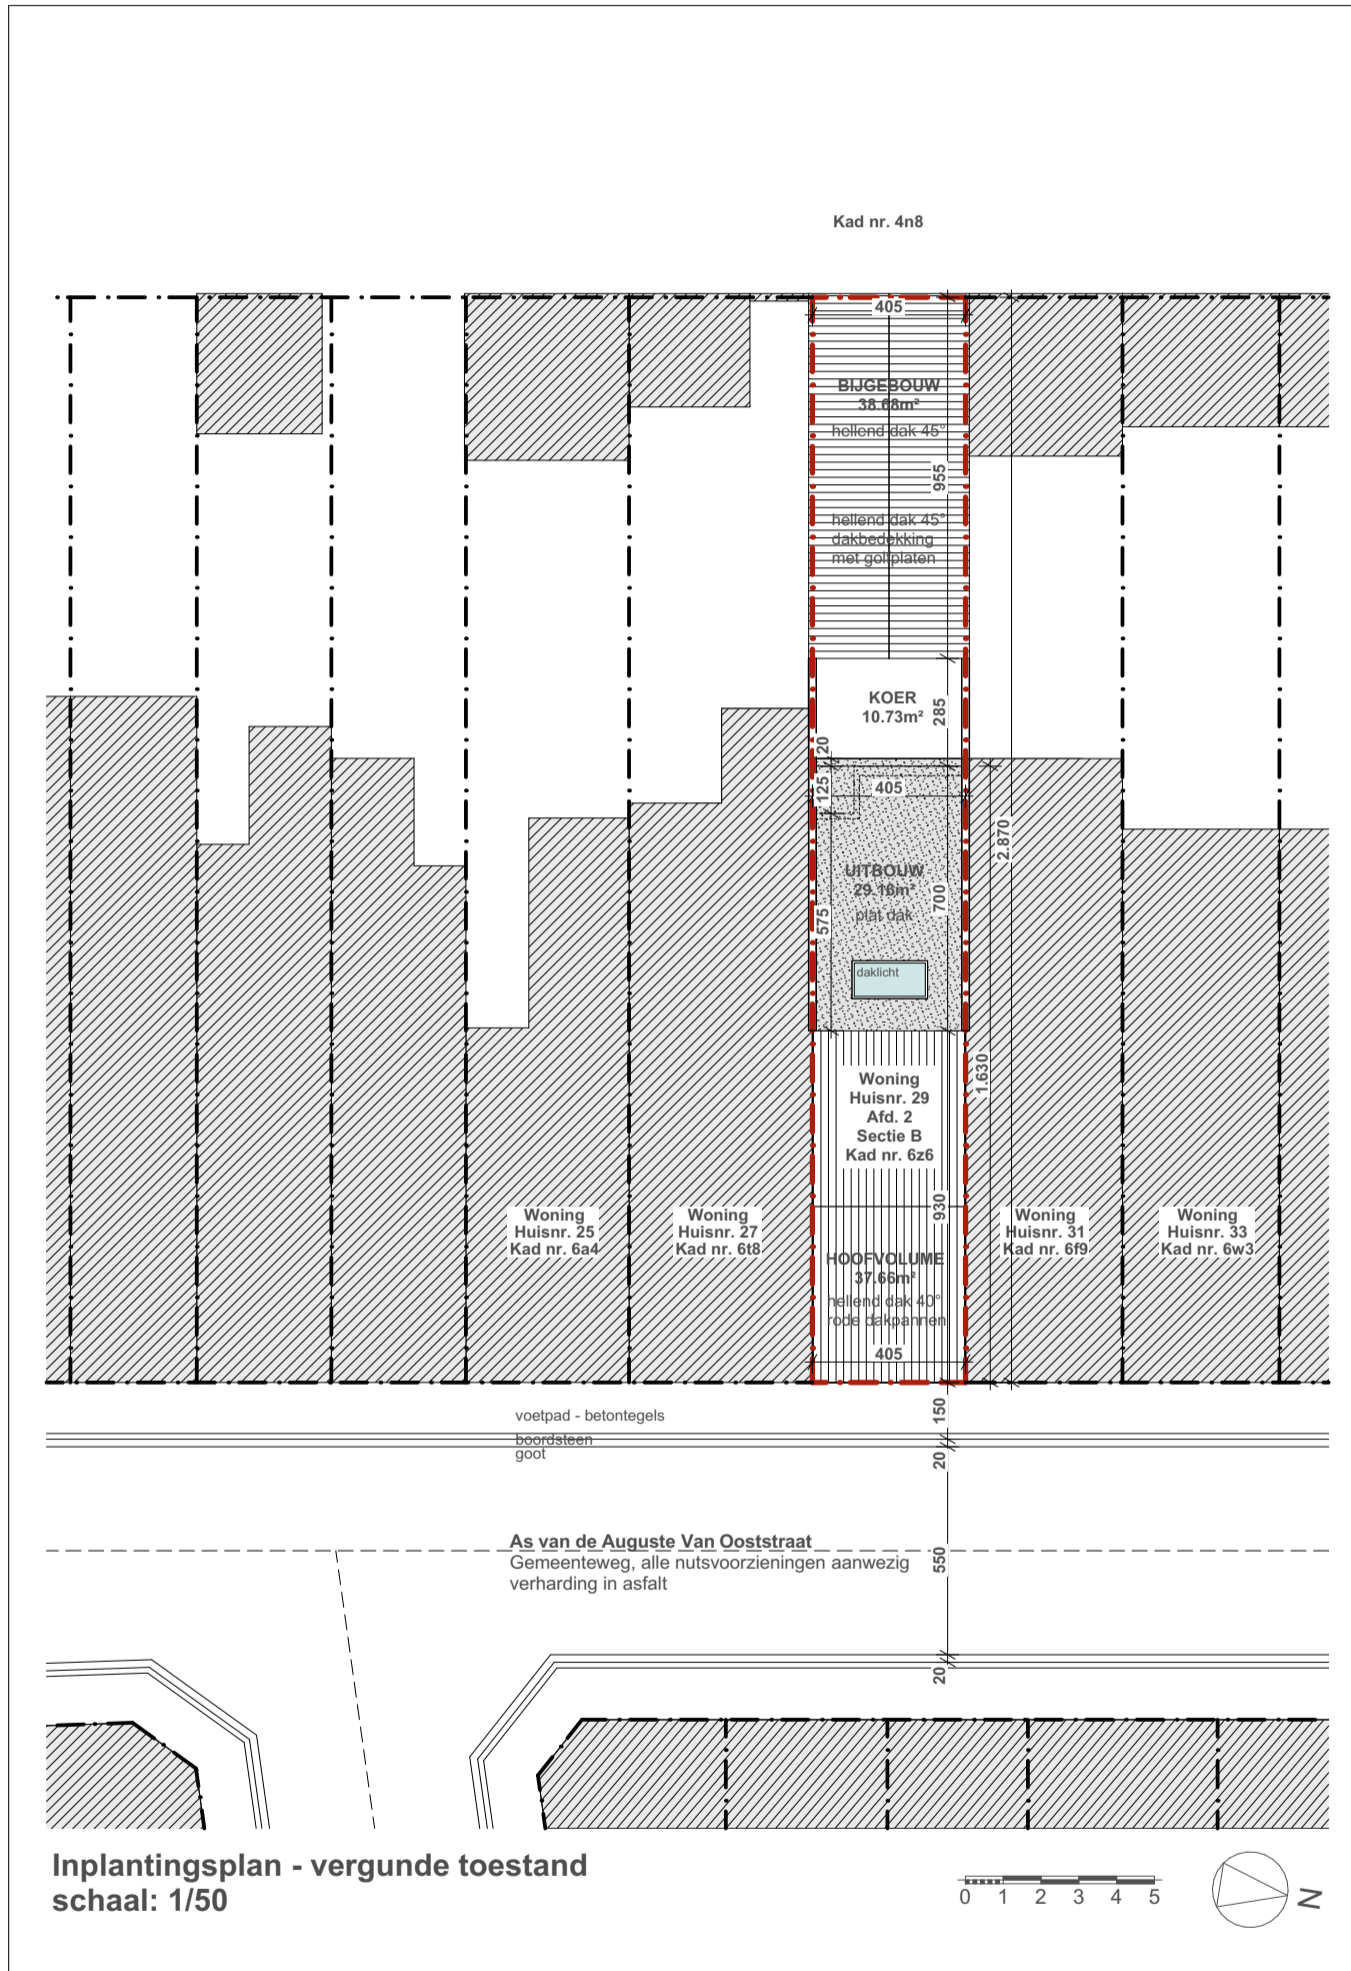 Kad nr. 4n8
405
BIJGEBOUW
38.68m²
hellend dak 45°
955
hellend dak 45°
dakbedekking
met golfplaten
KOER
10.73m²
285
20
125
405
2.870
UITBOUW
29.16m²
plat dak
700
575
daklicht
1.630
Woning
Huisnr. 29
Afd. 2
Sectie B
Kad nr. 6z6
930
Woning
Huisnr. 25
Kad nr. 6a4
Woning
Huisnr. 27
Kad nr. 6t8
Woning
Huisnr. 31
Kad nr. 6f9
Woning
Huisnr. 33
Kad nr. 6w3
HOOFVOLUME
37.66m²
hellend dak 40°
rode dakpannen
405
voetpad - betontegels
150
boordsteen
goot
20
As van de Auguste Van Ooststraat
Gemeenteweg, alle nutsvoorzieningen aanwezig
verharding in asfalt
550
20
Inplantingsplan - vergunde toestand
schaal: 1/50
0 1 2 3 4 5
N